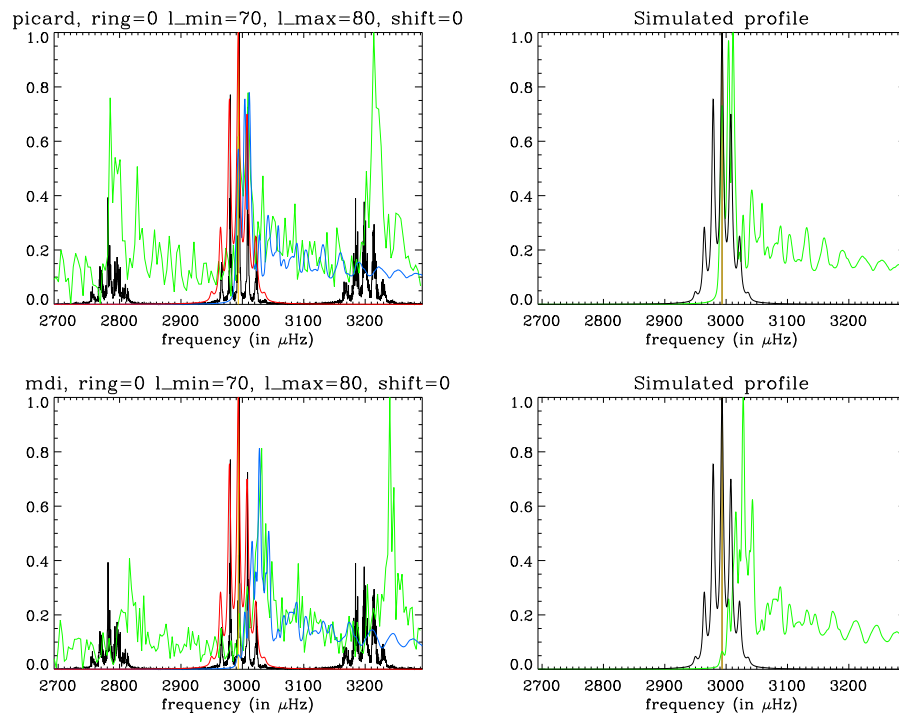 picard, ring=0 l_min=70, l_max=80, shift=0
1.0
0.8
0.6
0.4
0.2
0.0
2700 2800 2900 3000 3100 3200
frequency (in μHz)
Simulated profile
1.0
0.8
0.6
0.4
0.2
0.0
2700 2800 2900 3000 3100 3200
frequency (in μHz)
mdi, ring=0 l_min=70, l_max=80, shift=0
1.0
0.8
0.6
0.4
0.2
0.0
2700 2800 2900 3000 3100 3200
frequency (in μHz)
Simulated profile
1.0
0.8
0.6
0.4
0.2
0.0
2700 2800 2900 3000 3100 3200
frequency (in μHz)